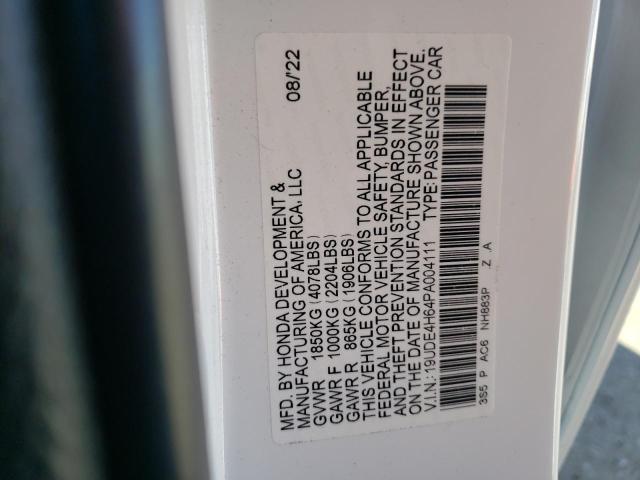 MFD. BY HONDA DEVELOPMENT & 08/'22
MANUFACTURING OF AMERICA, LLC
GVWR 1850KG (4078LBS)
GAWR F 1000KG (2204LBS)
GAWR R 865KG (1906LBS)
THIS VEHICLE CONFORMS TO ALL APPLICABLE
FEDERAL MOTOR VEHICLE SAFETY, BUMPER,
AND THEFT PREVENTION STANDARDS IN EFFECT
ON THE DATE OF MANUFACTURE SHOWN ABOVE.
V.I.N.:19UDE4H64PA004111 TYPE:PASSENGER CAR
3S5 P AC6 NH883P Z A